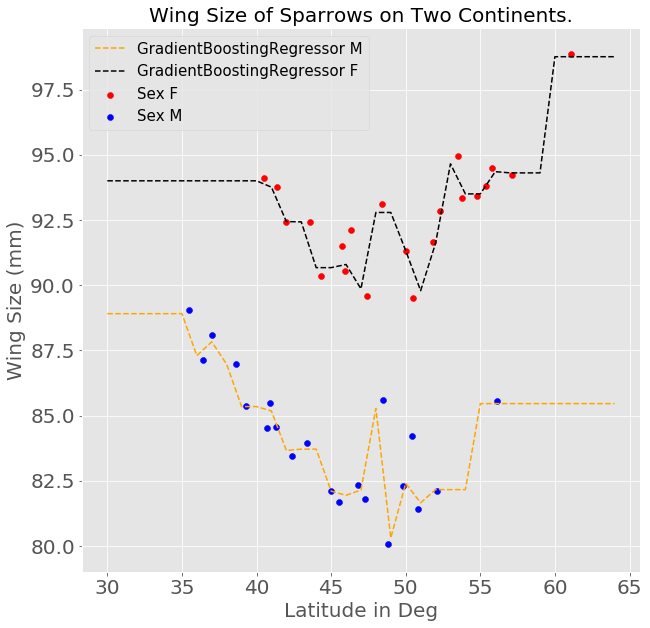 Wing Size of Sparrows on Two Continents.
GradientBoostingRegressor M
GradientBoostingRegressor F
Sex F
Sex M
97.5
95.0
92.5
90.0
87.5
85.0
82.5
80.0
Wing Size (mm)
30 35 40 45 50 55 60 65
Latitude in Deg